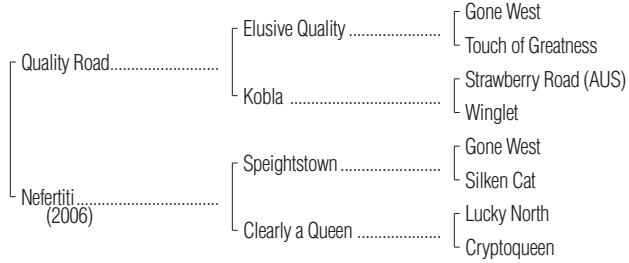 Gone West
Elusive Quality
Touch of Greatness
Quality Road
Strawberry Road (AUS)
Kobla
Winglet
Gone West
Speightstown
Silken Cat
Nefertiti
(2006)
Lucky North
Clearly a Queen
Cryptoqueen